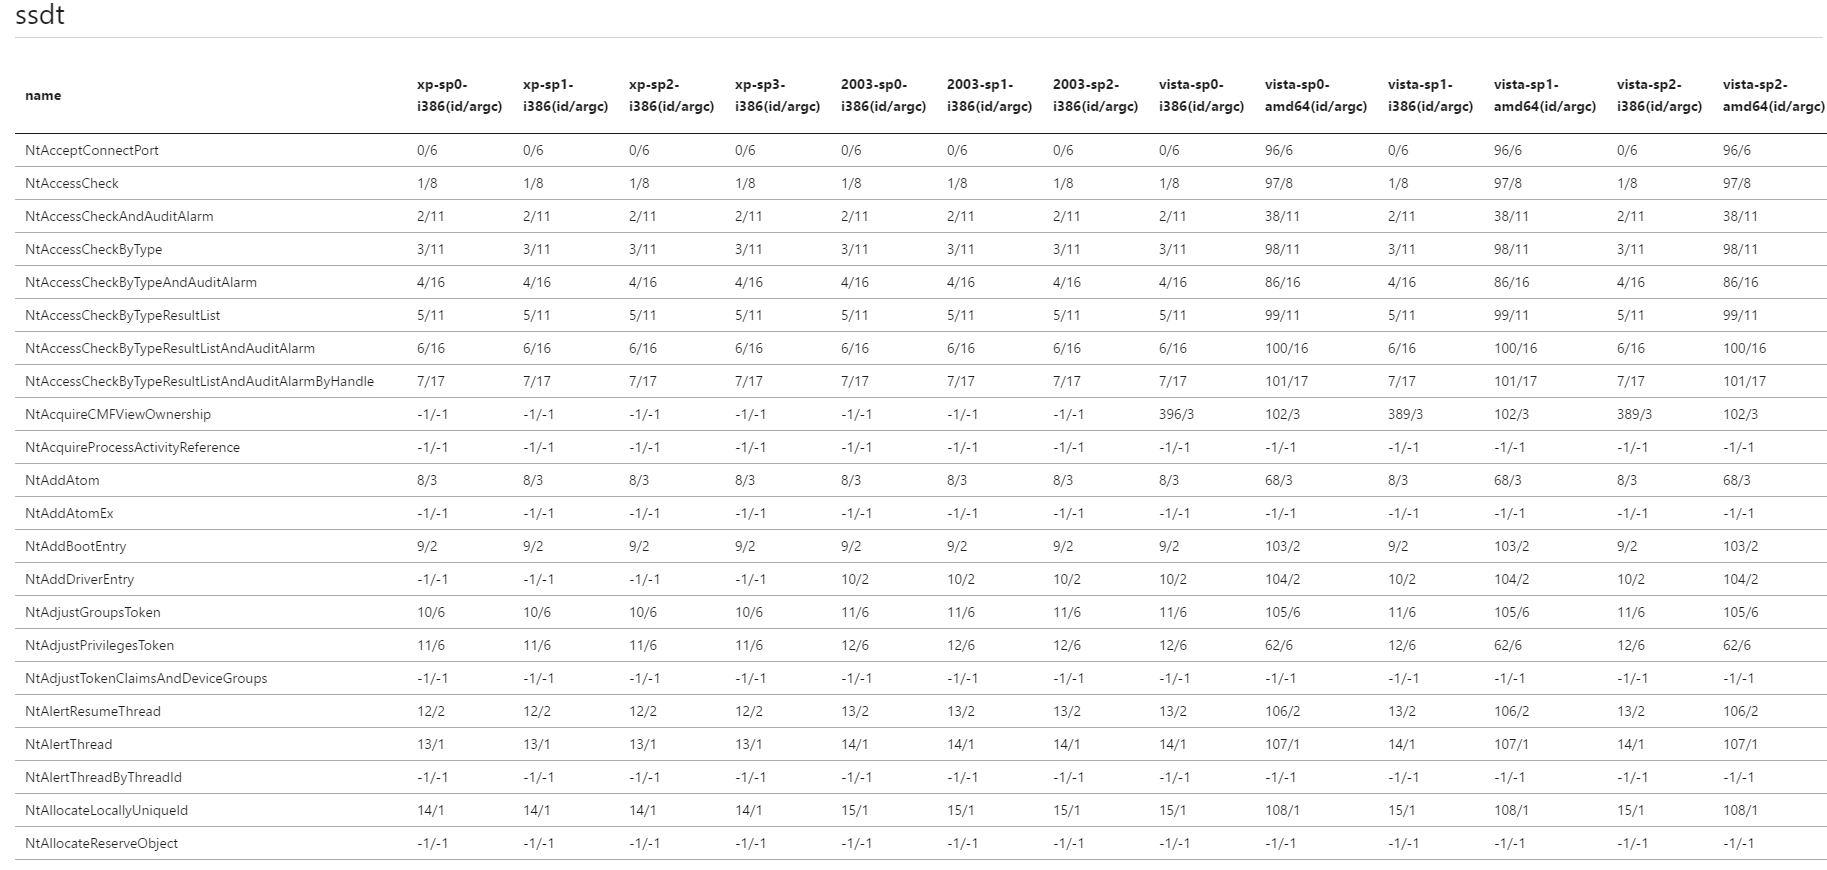 ssdt
name xp-sp0-i386(id/argc) xp-sp1-i386(id/argc) xp-sp2-i386(id/argc) xp-sp3-i386(id/argc) 2003-sp0-i386(id/argc) 2003-sp1-i386(id/argc) 2003-sp2-i386(id/argc) vista-sp0-i386(id/argc) vista-sp0-amd64(id/argc) vista-sp1-i386(id/argc) vista-sp1-amd64(id/argc) vista-sp2-i386(id/argc) vista-sp2-amd64(id/argc)
NtAcceptConnectPort 0/6 0/6 0/6 0/6 0/6 0/6 0/6 0/6 96/6 0/6 96/6 0/6 96/6
NtAccessCheck 1/8 1/8 1/8 1/8 1/8 1/8 1/8 1/8 97/8 1/8 97/8 1/8 97/8
NtAccessCheckAndAuditAlarm 2/11 2/11 2/11 2/11 2/11 2/11 2/11 2/11 38/11 2/11 38/11 2/11 38/11
NtAccessCheckByType 3/11 3/11 3/11 3/11 3/11 3/11 3/11 3/11 98/11 3/11 98/11 3/11 98/11
NtAccessCheckByTypeAndAuditAlarm 4/16 4/16 4/16 4/16 4/16 4/16 4/16 4/16 86/16 4/16 86/16 4/16 86/16
NtAccessCheckByTypeResultList 5/11 5/11 5/11 5/11 5/11 5/11 5/11 5/11 99/11 5/11 99/11 5/11 99/11
NtAccessCheckByTypeResultListAndAuditAlarm 6/16 6/16 6/16 6/16 6/16 6/16 6/16 6/16 100/16 6/16 100/16 6/16 100/16
NtAccessCheckByTypeResultListAndAuditAlarmByHandle 7/17 7/17 7/17 7/17 7/17 7/17 7/17 7/17 101/17 7/17 101/17 7/17 101/17
NtAcquireCMFViewOwnership -1/-1 -1/-1 -1/-1 -1/-1 -1/-1 -1/-1 -1/-1 396/3 102/3 389/3 102/3 389/3 102/3
NtAcquireProcessActivityReference -1/-1 -1/-1 -1/-1 -1/-1 -1/-1 -1/-1 -1/-1 -1/-1 -1/-1 -1/-1 -1/-1 -1/-1 -1/-1
NtAddAtom 8/3 8/3 8/3 8/3 8/3 8/3 8/3 8/3 68/3 8/3 68/3 8/3 68/3
NtAddAtomEx -1/-1 -1/-1 -1/-1 -1/-1 -1/-1 -1/-1 -1/-1 -1/-1 -1/-1 -1/-1 -1/-1 -1/-1 -1/-1
NtAddBootEntry 9/2 9/2 9/2 9/2 9/2 9/2 9/2 9/2 103/2 9/2 103/2 9/2 103/2
NtAddDriverEntry -1/-1 -1/-1 -1/-1 -1/-1 10/2 10/2 10/2 10/2 104/2 10/2 104/2 10/2 104/2
NtAdjustGroupsToken 10/6 10/6 10/6 10/6 11/6 11/6 11/6 11/6 105/6 11/6 105/6 11/6 105/6
NtAdjustPrivilegesToken 11/6 11/6 11/6 11/6 12/6 12/6 12/6 12/6 62/6 12/6 62/6 12/6 62/6
NtAdjustTokenClaimsAndDeviceGroups -1/-1 -1/-1 -1/-1 -1/-1 -1/-1 -1/-1 -1/-1 -1/-1 -1/-1 -1/-1 -1/-1 -1/-1 -1/-1
NtAlertResumeThread 12/2 12/2 12/2 12/2 13/2 13/2 13/2 13/2 106/2 13/2 106/2 13/2 106/2
NtAlertThread 13/1 13/1 13/1 13/1 14/1 14/1 14/1 14/1 107/1 14/1 107/1 14/1 107/1
NtAlertThreadByThreadId -1/-1 -1/-1 -1/-1 -1/-1 -1/-1 -1/-1 -1/-1 -1/-1 -1/-1 -1/-1 -1/-1 -1/-1 -1/-1
NtAllocateLocallyUniqueId 14/1 14/1 14/1 14/1 15/1 15/1 15/1 15/1 108/1 15/1 108/1 15/1 108/1
NtAllocateReserveObject -1/-1 -1/-1 -1/-1 -1/-1 -1/-1 -1/-1 -1/-1 -1/-1 -1/-1 -1/-1 -1/-1 -1/-1 -1/-1